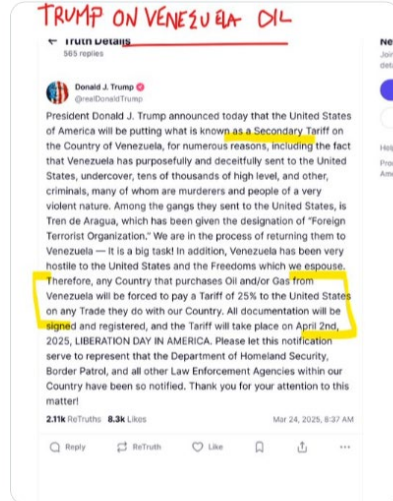 TRUMP ON VENEZUELA OIL
← Truth Details
565 replies
Donald J. Trump
@realDonaldTrump
President Donald J. Trump announced today that the United States
of America will be putting what is known as a Secondary Tariff on
the Country of Venezuela, for numerous reasons, including the fact
that Venezuela has purposefully and deceitfully sent to the United
States, undercover, tens of thousands of high level, and other,
criminals, many of whom are murderers and people of a very
violent nature. Among the gangs they sent to the United States, is
Tren de Aragua, which has been given the designation of "Foreign
Terrorist Organization." We are in the process of returning them to
Venezuela — It is a big task! In addition, Venezuela has been very
hostile to the United States and the Freedoms which we espouse.
Therefore, any Country that purchases Oil and/or Gas from
Venezuela will be forced to pay a Tariff of 25% to the United States
on any Trade they do with our Country. All documentation will be
signed and registered, and the Tariff will take place on April 2nd,
2025, LIBERATION DAY IN AMERICA. Please let this notification
serve to represent that the Department of Homeland Security,
Border Patrol, and all other Law Enforcement Agencies within our
Country have been so notified. Thank you for your attention to this
matter!
2.11k ReTruths 8.3k Likes Mar 24, 2025, 8:37 AM
Reply ReTruth Like
Ne
Join
Help